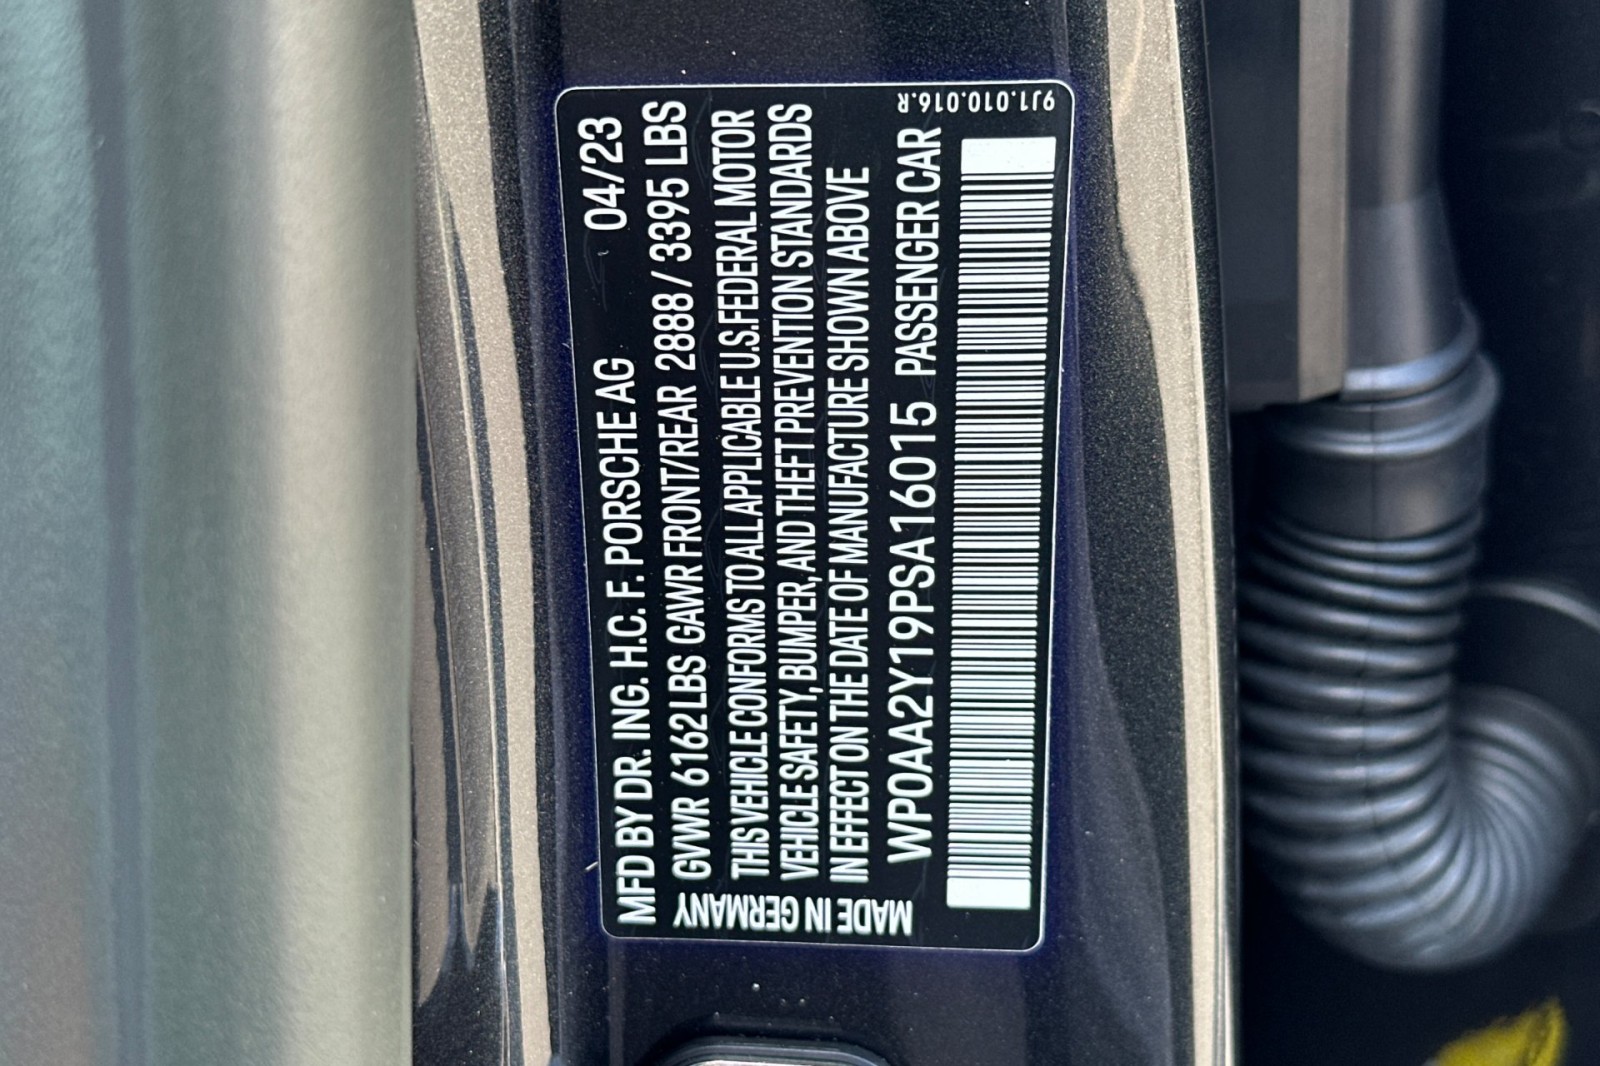 MFD BY DR. ING. H.C. F. PORSCHE AG 04/23
GVWR 6162LBS GAWR FRONT/REAR 2888 / 3395 LBS
THIS VEHICLE CONFORMS TO ALL APPLICABLE U.S. FEDERAL MOTOR
VEHICLE SAFETY, BUMPER, AND THEFT PREVENTION STANDARDS
IN EFFECT ON THE DATE OF MANUFACTURE SHOWN ABOVE
WP0AA2Y19PSA16015 PASSENGER CAR
MADE IN GERMANY
9J1.010.016.R